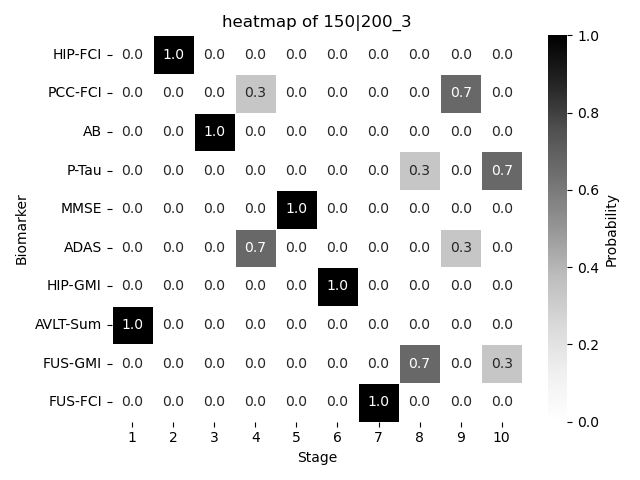 heatmap of 150|200_3
HIP-FCI 0.0 1.0 0.0 0.0 0.0 0.0 0.0 0.0 0.0 0.0
PCC-FCI 0.0 0.0 0.0 0.3 0.0 0.0 0.0 0.0 0.7 0.0
AB 0.0 0.0 1.0 0.0 0.0 0.0 0.0 0.0 0.0 0.0
P-Tau 0.0 0.0 0.0 0.0 0.0 0.0 0.0 0.3 0.0 0.7
MMSE 0.0 0.0 0.0 0.0 1.0 0.0 0.0 0.0 0.0 0.0
ADAS 0.0 0.0 0.0 0.7 0.0 0.0 0.0 0.0 0.3 0.0
HIP-GMI 0.0 0.0 0.0 0.0 0.0 1.0 0.0 0.0 0.0 0.0
AVLT-Sum 1.0 0.0 0.0 0.0 0.0 0.0 0.0 0.0 0.0 0.0
FUS-GMI 0.0 0.0 0.0 0.0 0.0 0.0 0.0 0.7 0.0 0.3
FUS-FCI 0.0 0.0 0.0 0.0 0.0 0.0 1.0 0.0 0.0 0.0
1 2 3 4 5 6 7 8 9 10
Stage
Biomarker
1.0
0.8
0.6
0.4
0.2
0.0
Probability